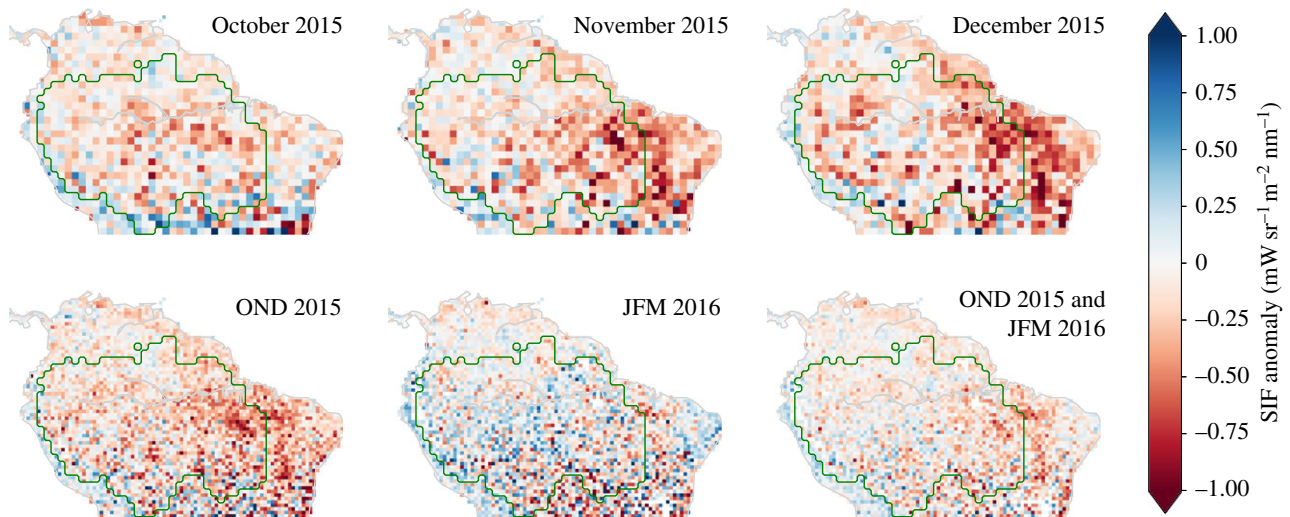 October 2015
November 2015
December 2015
OND 2015
JFM 2016
OND 2015 and
JFM 2016
1.00
0.75
0.50
0.25
0
–0.25
–0.50
–0.75
–1.00
SIF anomaly (mW sr⁻¹ m⁻² nm⁻¹)